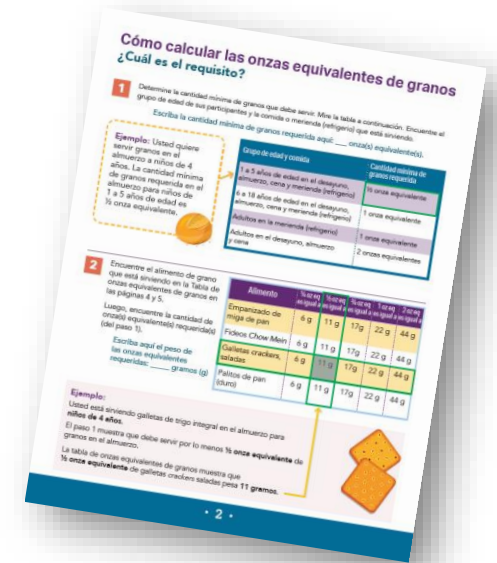 Cómo calcular las onzas equivalentes de granos
¿Cuál es el requisito?
1
Determine la cantidad mínima de granos que debe servir. Mire la tabla a continuación. Encuentre el
grupo de edad de sus participantes y la comida o merienda (refrigerio) que está sirviendo.
Escriba la cantidad mínima de granos requerida aquí: ___ onza(s) equivalente(s).
Ejemplo: Usted quiere
servir granos en el
almuerzo a niños de 4
años. La cantidad mínima
de granos requerida en el
almuerzo para niños de
1 a 5 años de edad es
½ onza equivalente.
Grupo de edad y comida
Cantidad mínima de
granos requerida
1 a 5 años de edad en el desayuno,
almuerzo, cena y merienda (refrigerio)
½ onza equivalente
6 a 18 años de edad en el desayuno,
almuerzo, cena y merienda (refrigerio)
1 onza equivalente
Adultos en la merienda (refrigerio)
1 onza equivalente
Adultos en el desayuno, almuerzo
y cena
2 onzas equivalentes
2
Encuentre el alimento de grano
que está sirviendo en la Tabla de
onzas equivalentes de granos en
las páginas 4 y 5.
Luego, encuentre la cantidad de
onza(s) equivalente(s) requerida(s)
(del paso 1).
Escriba aquí el peso de
las onzas equivalentes
requeridas: ____ gramos (g)
Alimento
Empanizado de
miga de pan
6 g 11 g 17g 22 g 44 g
Fideos Chow Mein 6 g 11 g 17g 22 g 44 g
Galletas crackers,
saladas
6 g 11 g 17g 22 g 44 g
Palitos de pan
(duro)
6 g 11 g 17g 22 g 44 g
Ejemplo:
Usted está sirviendo galletas de trigo integral en el almuerzo para
niños de 4 años.
El paso 1 muestra que debe servir por lo menos ½ onza equivalente de
granos en el almuerzo.
La tabla de onzas equivalentes de granos muestra que
½ onza equivalente de galletas crackers saladas pesa 11 gramos.
• 2 •